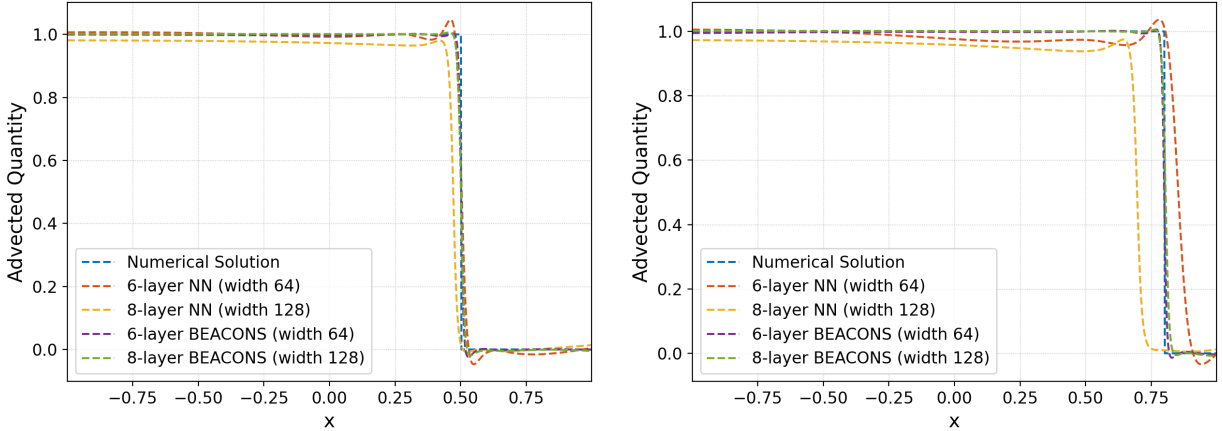 1.0
0.8
0.6
0.4
0.2
0.0
Advected Quantity
Numerical Solution
6-layer NN (width 64)
8-layer NN (width 128)
6-layer BEACONS (width 64)
8-layer BEACONS (width 128)
−0.75 −0.50 −0.25 0.00 0.25 0.50 0.75
x
1.0
0.8
0.6
0.4
0.2
0.0
Advected Quantity
Numerical Solution
6-layer NN (width 64)
8-layer NN (width 128)
6-layer BEACONS (width 64)
8-layer BEACONS (width 128)
−0.75 −0.50 −0.25 0.00 0.25 0.50 0.75
x